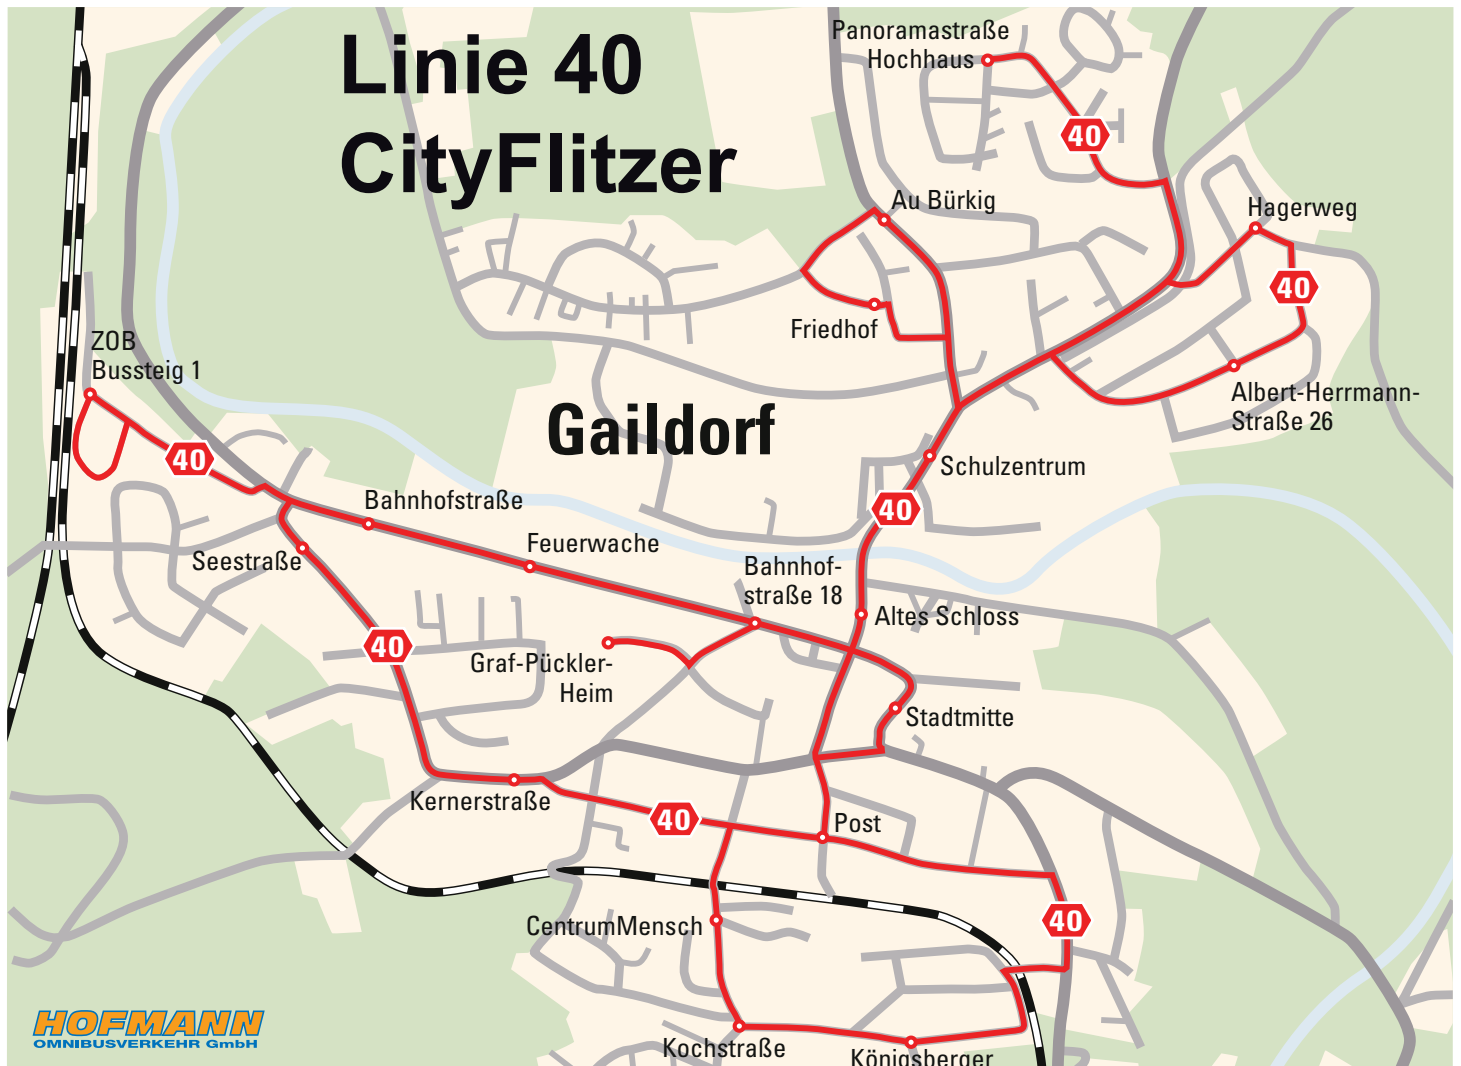 Linie 40
CityFlitzer
Panoramastraße
Hochhaus
40
Au Bürkig
Hagerweg
40
Friedhof
ZOB
Bussteig 1
Albert-Herrmann-
Straße 26
Gaildorf
40
Schulzentrum
Bahnhofstraße
40
Feuerwache
Seestraße
Bahnhof-
straße 18
Altes Schloss
40
Graf-Pückler-
Heim
Stadtmitte
Kernerstraße
40
Post
CentrumMensch
40
HOFMANN
OMNIBUSVERKEHR GmbH
Kochstraße
Königsberger